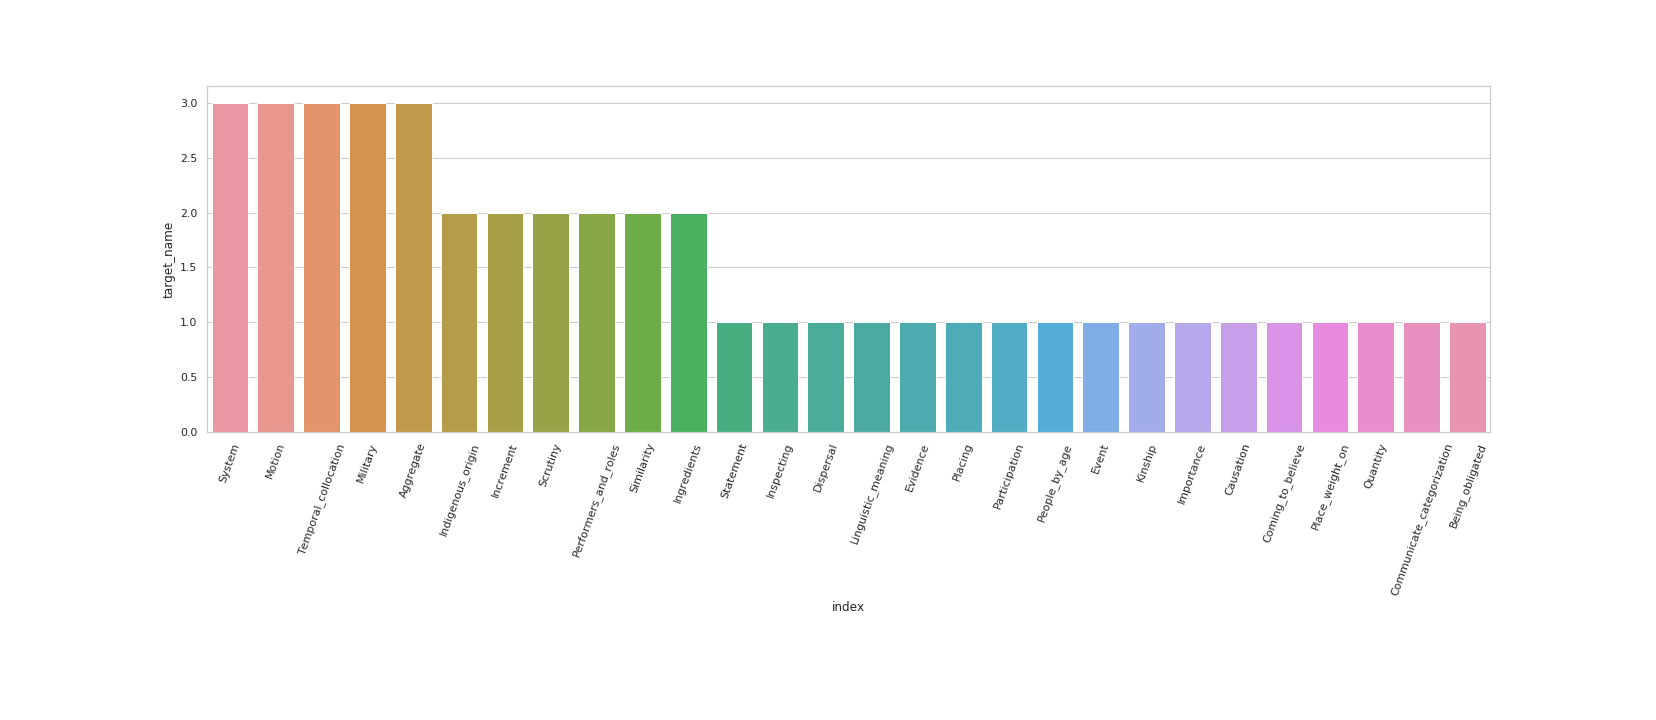 3.0
2.5
2.0
1.5
1.0
0.5
0.0
target_name
System
Motion
Temporal_collocation
Military
Aggregate
Indigenous_origin
Increment
Scrutiny
Performers_and_roles
Similarity
Ingredients
Statement
Inspecting
Dispersal
Linguistic_meaning
Evidence
Placing
Participation
People_by_age
Event
Kinship
Importance
Causation
Coming_to_believe
Place_weight_on
Quantity
Communicate_categorization
Being_obligated
index